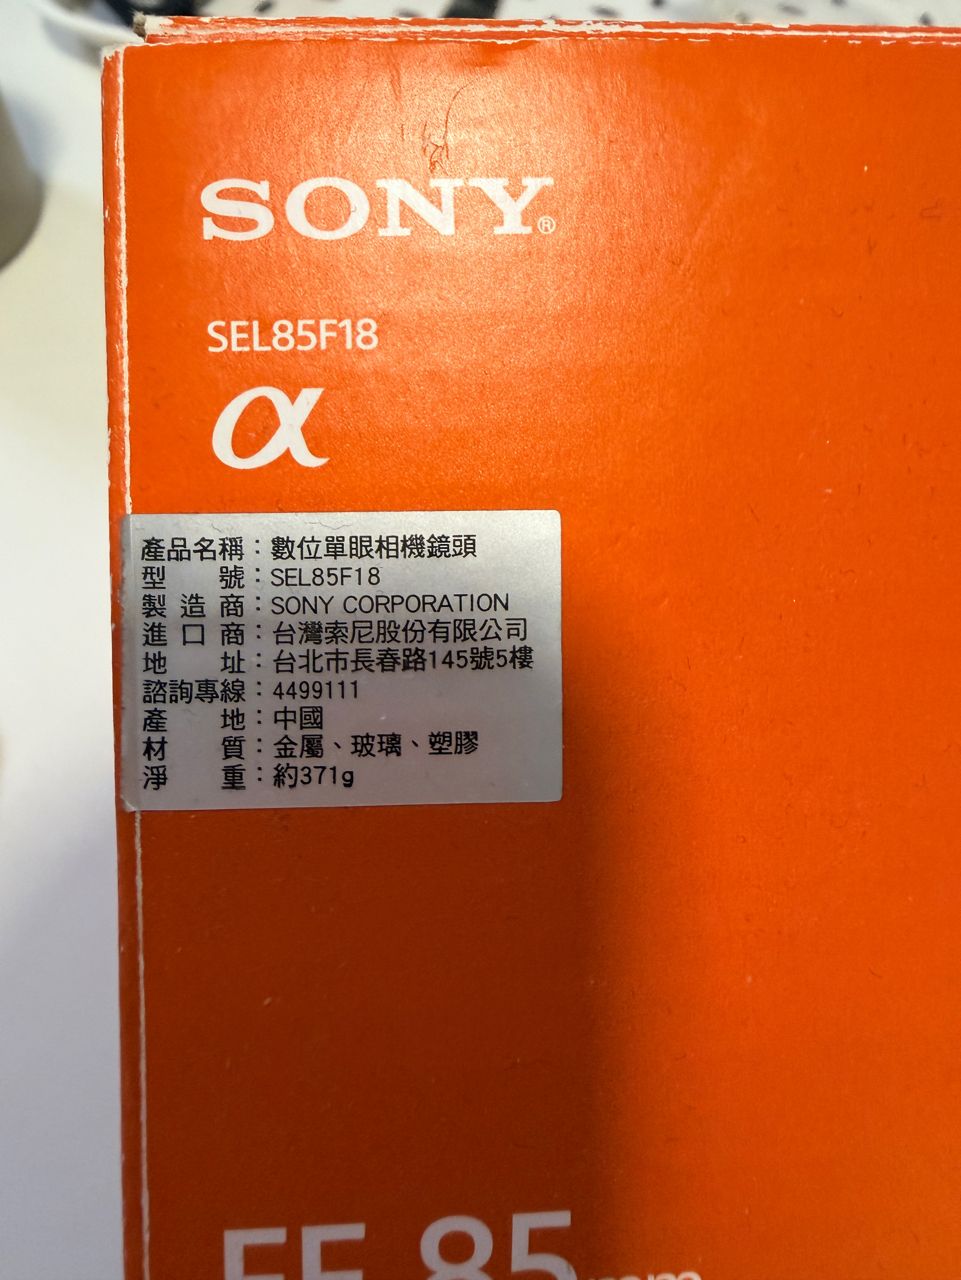 SONY®
SEL85F18
α
產品名稱：數位單眼相機鏡頭
型號：SEL85F18
製造商：SONY CORPORATION
進口商：台灣索尼股份有限公司
地址：台北市長春路145號5樓
諮詢專線：4499111
產地：中國
材質：金屬、玻璃、塑膠
淨重：約371g
FE 85mm